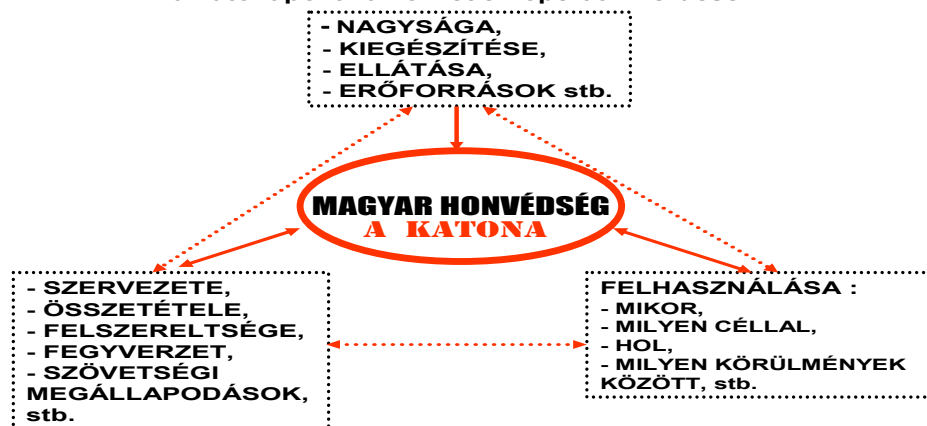 - NAGYSÁGA,
- KIEGÉSZÍTÉSE,
- ELLÁTÁSA,
- ERŐFORRÁSOK stb.
MAGYAR HONVÉDSÉG
A KATONA
- SZERVEZETE,
- ÖSSZETÉTELE,
- FELSZERELTSÉGE,
- FEGYVERZET,
- SZÖVETSÉGI
MEGÁLLAPODÁSOK,
stb.
FELHASZNÁLÁSA :
- MIKOR,
- MILYEN CÉLLAL,
- HOL,
- MILYEN KÖRÜLMÉNYEK
KÖZÖTT, stb.